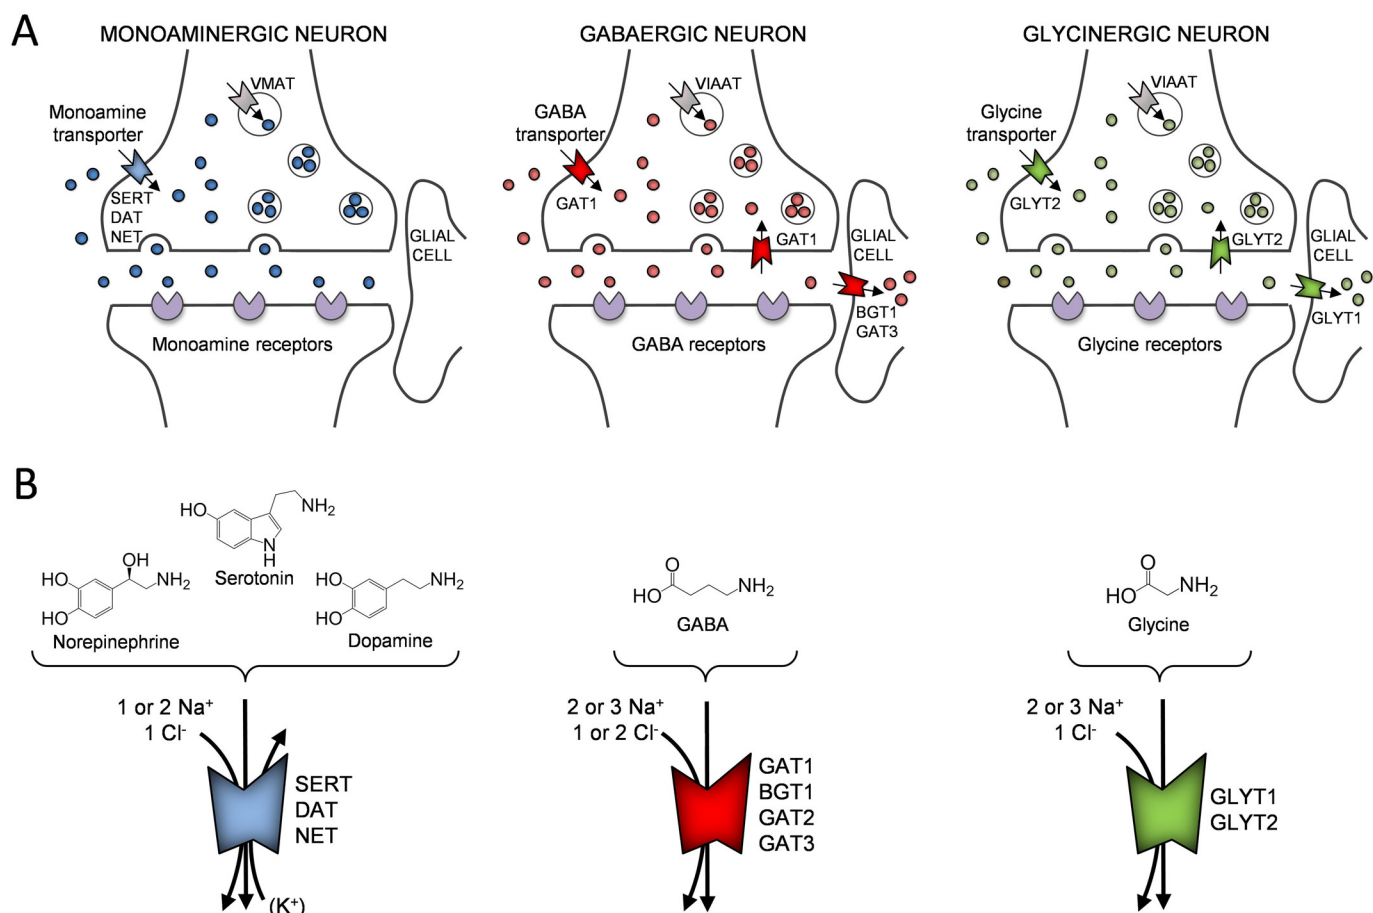 A
MONOAMINERGIC NEURON
VMAT
Monoamine
transporter
SERT
DAT
NET
GLIAL
CELL
Monoamine receptors
GABAERGIC NEURON
VIAAT
GABA
transporter
GAT1
GAT1
GLIAL
CELL
BGT1
GAT3
GABA receptors
GLYCINERGIC NEURON
VIAAT
Glycine
transporter
GLYT2
GLYT2
GLIAL
CELL
GLYT1
Glycine receptors
B
HO
NH₂
N
H
Serotonin
OH
HO
NH₂
HO
Norepinephrine
HO
NH₂
HO
Dopamine
1 or 2 Na⁺
1 Cl⁻
SERT
DAT
NET
(K⁺)
O
HO
NH₂
GABA
2 or 3 Na⁺
1 or 2 Cl⁻
GAT1
BGT1
GAT2
GAT3
O
HO
NH₂
Glycine
2 or 3 Na⁺
1 Cl⁻
GLYT1
GLYT2